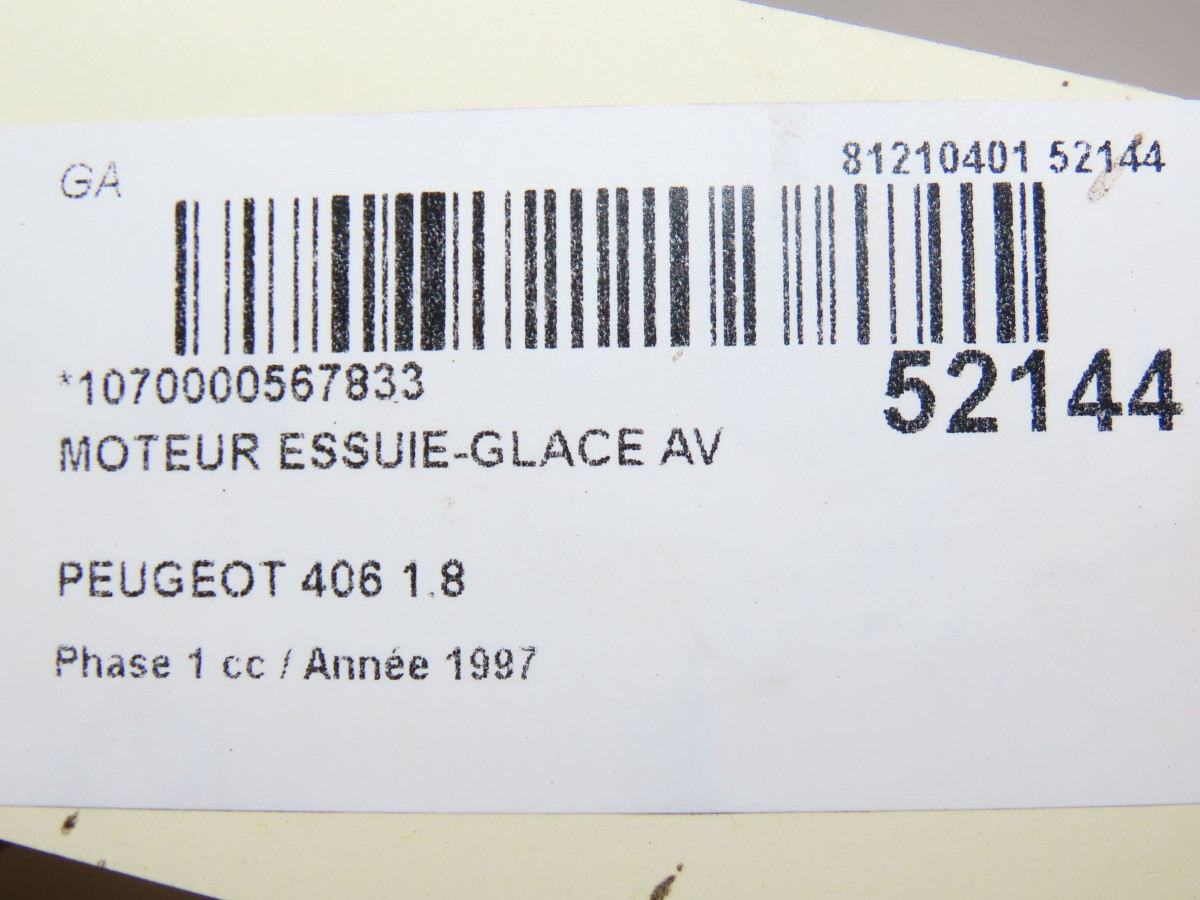 GA
81210401 52144
*1070000567833
52144
MOTEUR ESSUIE-GLACE AV
PEUGEOT 406 1.8
Phase 1 cc / Année 1997